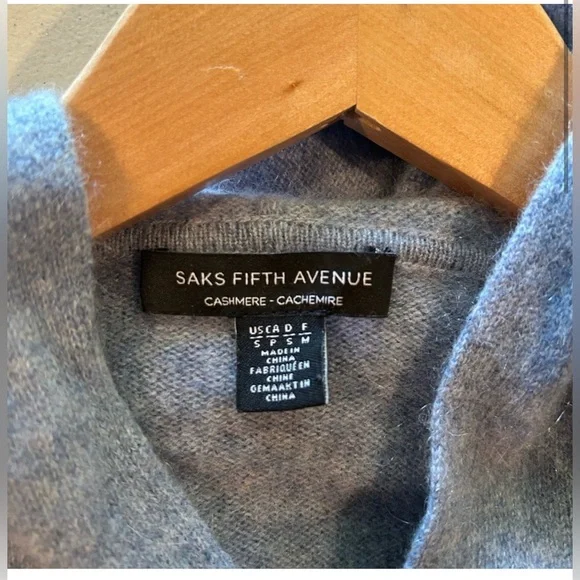 SAKS FIFTH AVENUE
CASHMERE - CACHEMIRE
US CA D F
S P S M
MADE IN
CHINA
FABRIQUÉ EN
CHINE
GEMAAKT IN
CHINA